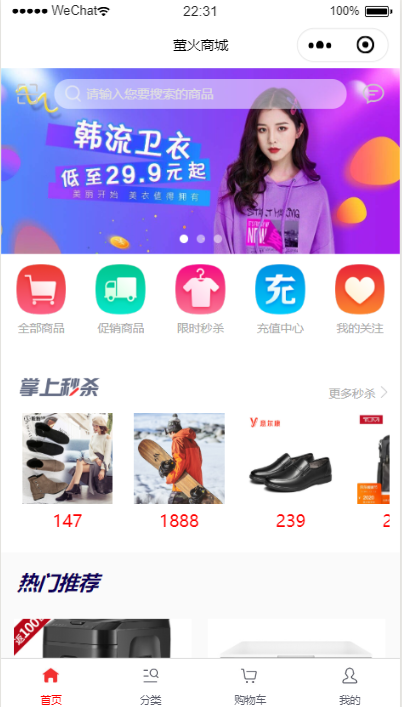 WeChat 22:31 100%
萤火商城
请输入您要搜索的商品
韩流卫衣
低至29.9元起
美丽开始 美衣值得拥有
全部商品 促销商品 限时秒杀 充值中心 我的关注
充
掌上秒杀 更多秒杀
147 1888 239 2
热门推荐
返100
首页 分类 购物车 我的